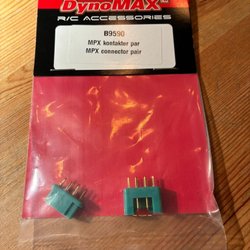 DynoMAX
R/C ACCESSORIES
B9590
MPX kontakter par
MPX connector pair